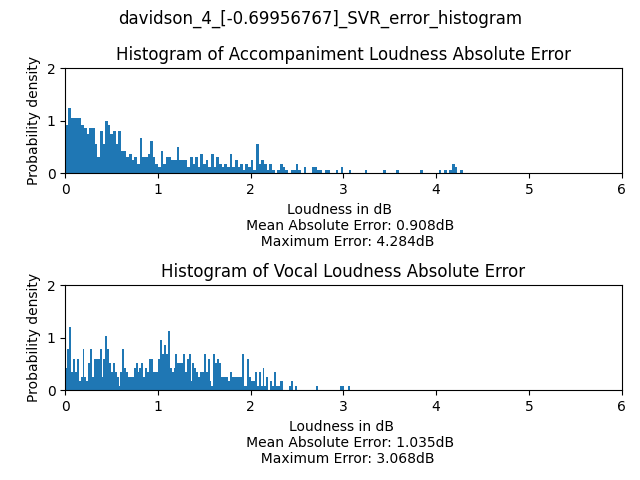 davidson_4_[-0.69956767]_SVR_error_histogram
Histogram of Accompaniment Loudness Absolute Error
Probability density
2
1
0
0 1 2 3 4 5 6
Loudness in dB
Mean Absolute Error: 0.908dB
Maximum Error: 4.284dB
Histogram of Vocal Loudness Absolute Error
Probability density
2
1
0
0 1 2 3 4 5 6
Loudness in dB
Mean Absolute Error: 1.035dB
Maximum Error: 3.068dB